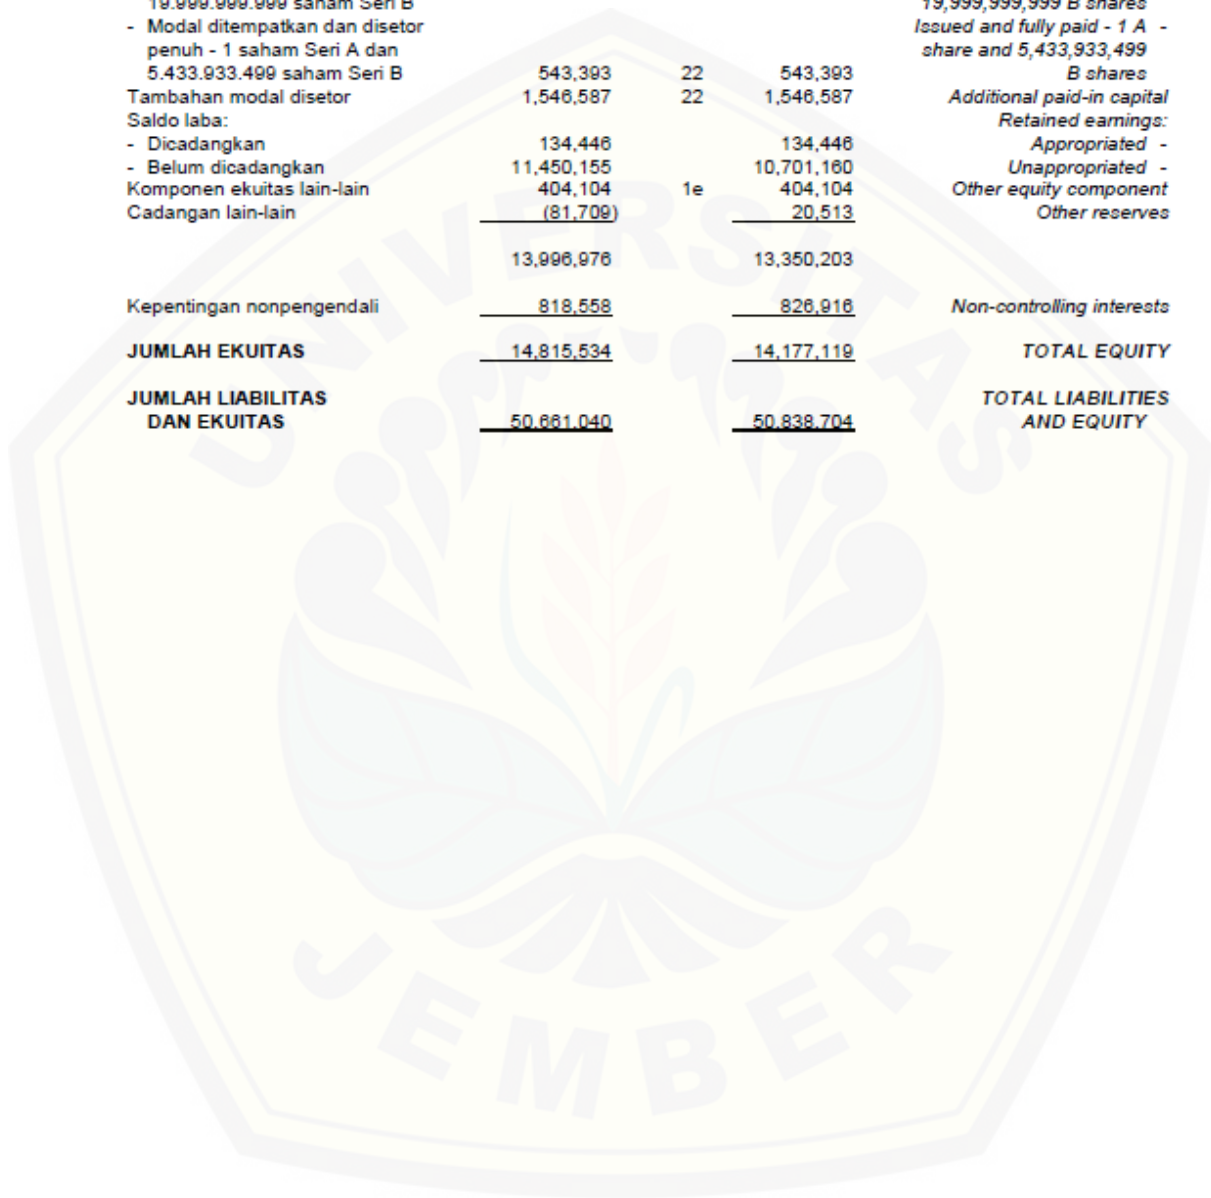 19.999.999.999 saham Seri B 19,999,999,999 B shares
- Modal ditempatkan dan disetor Issued and fully paid - 1 A -
penuh - 1 saham Seri A dan share and 5,433,933,499
5.433.933.499 saham Seri B 543,393 22 543,393 B shares
Tambahan modal disetor 1,546,587 22 1,546,587 Additional paid-in capital
Saldo laba: Retained earnings:
- Dicadangkan 134,446 134,446 Appropriated -
- Belum dicadangkan 11,450,155 10,701,160 Unappropriated -
Komponen ekuitas lain-lain 404,104 1e 404,104 Other equity component
Cadangan lain-lain (81,709) 20,513 Other reserves
13,996,976 13,350,203
Kepentingan nonpengendali 818,558 826,916 Non-controlling interests
JUMLAH EKUITAS 14,815,534 14,177,119 TOTAL EQUITY
JUMLAH LIABILITAS TOTAL LIABILITIES
DAN EKUITAS 50.661.040 50.838.704 AND EQUITY
UNIVERSITAS
JEMBER